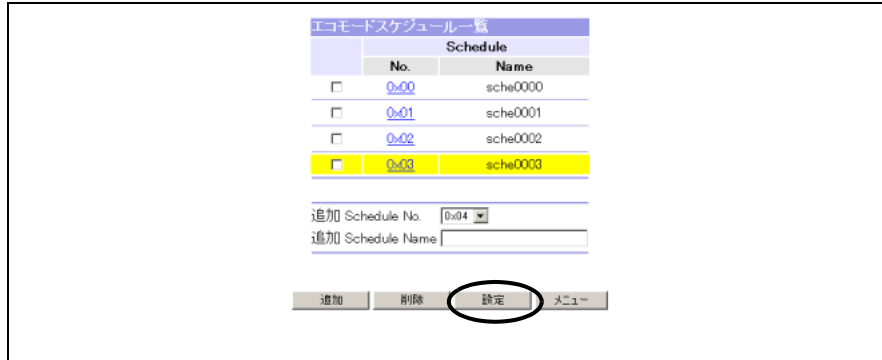 エコモードスケジュール一覧
Schedule
No. Name
0x00 sche0000
0x01 sche0001
0x02 sche0002
0x03 sche0003
追加 Schedule No. 0x04
追加 Schedule Name
追加 削除 設定 メニュー